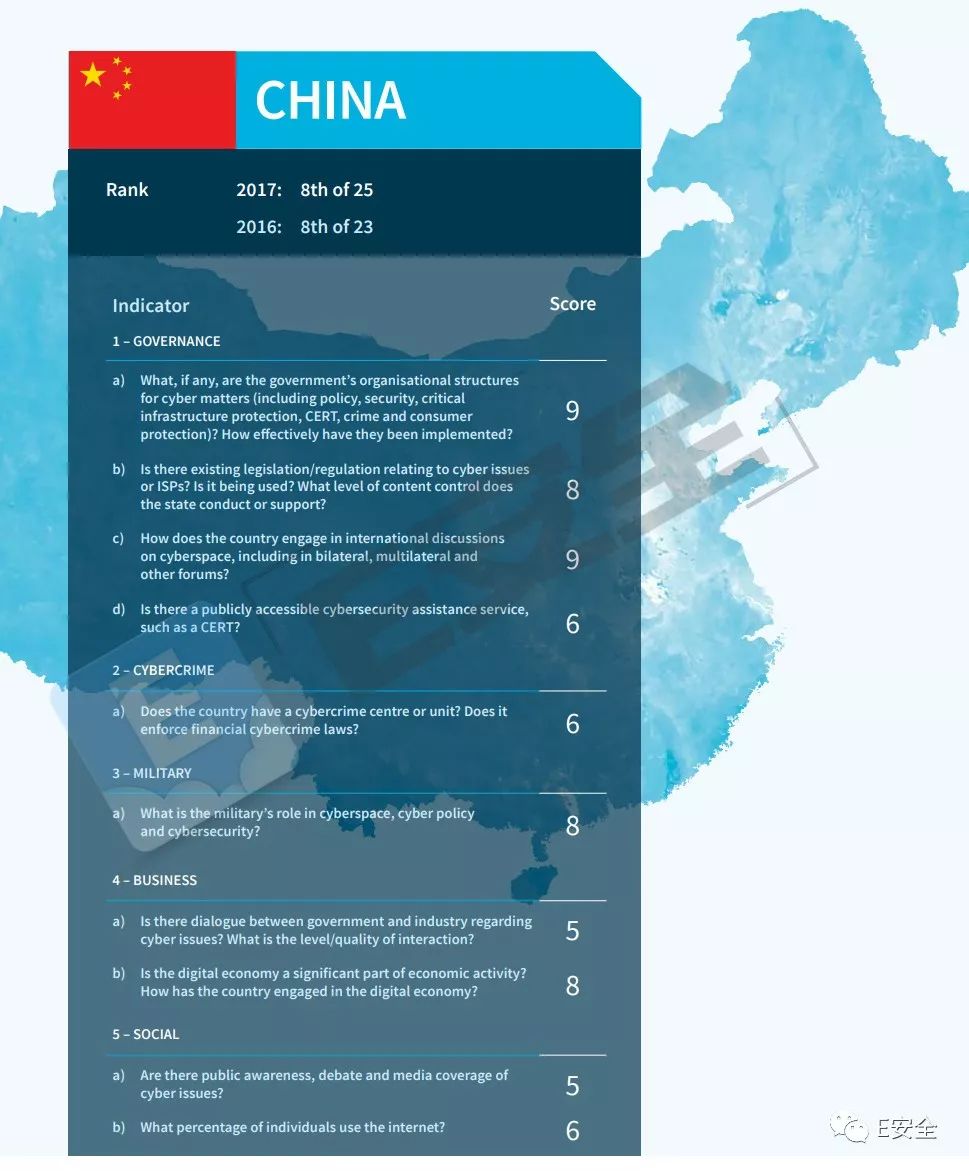 CHINA
Rank 2017: 8th of 25
2016: 8th of 23
Indicator Score
1 – GOVERNANCE
a) What, if any, are the government’s organisational structures
for cyber matters (including policy, security, critical
infrastructure protection, CERT, crime and consumer
protection)? How effectively have they been implemented?
9
b) Is there existing legislation/regulation relating to cyber issues
or ISPs? Is it being used? What level of content control does
the state conduct or support?
8
c) How does the country engage in international discussions
on cyberspace, including in bilateral, multilateral and
other forums?
9
d) Is there a publicly accessible cybersecurity assistance service,
such as a CERT?
6
2 – CYBERCRIME
a) Does the country have a cybercrime centre or unit? Does it
enforce financial cybercrime laws?
6
3 – MILITARY
a) What is the military’s role in cyberspace, cyber policy
and cybersecurity?
8
4 – BUSINESS
a) Is there dialogue between government and industry regarding
cyber issues? What is the level/quality of interaction?
5
b) Is the digital economy a significant part of economic activity?
How has the country engaged in the digital economy?
8
5 – SOCIAL
a) Are there public awareness, debate and media coverage of
cyber issues?
5
b) What percentage of individuals use the internet?
6
E安全
E
E安全